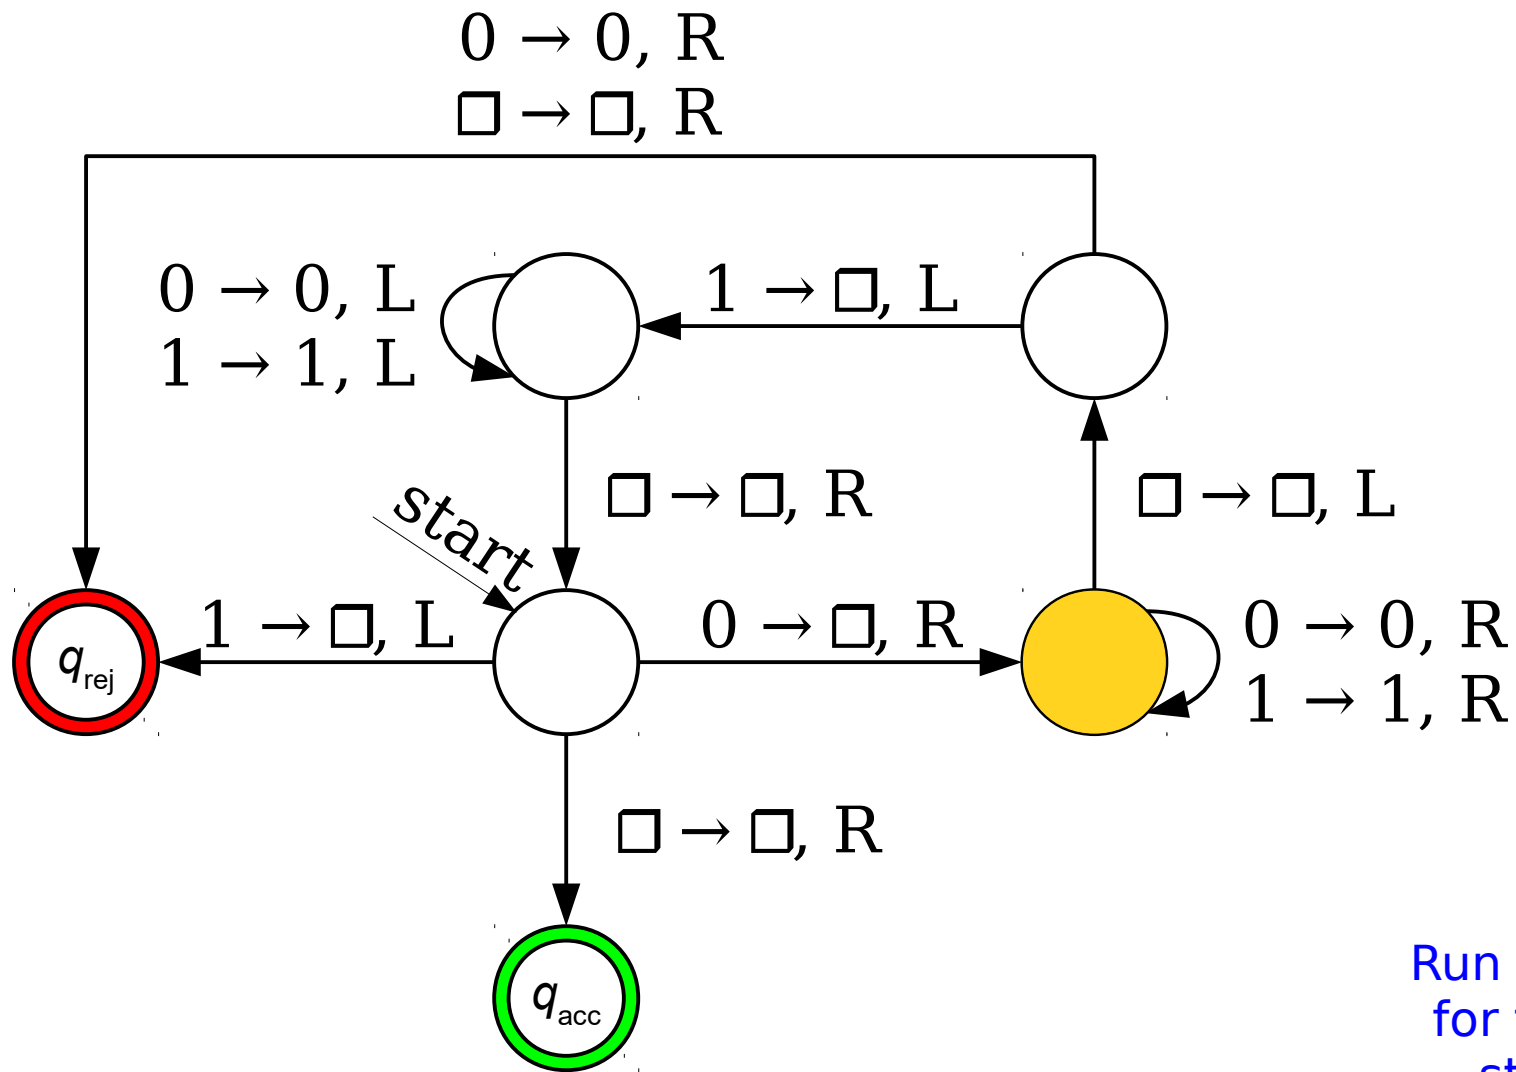 0 → 0, R
□ → □, R
0 → 0, L
1 → 1, L
1 → □, L
□ → □, R
□ → □, L
start
q_rej
1 → □, L
0 → □, R
0 → 0, R
1 → 1, R
□ → □, R
q_acc
Run
for